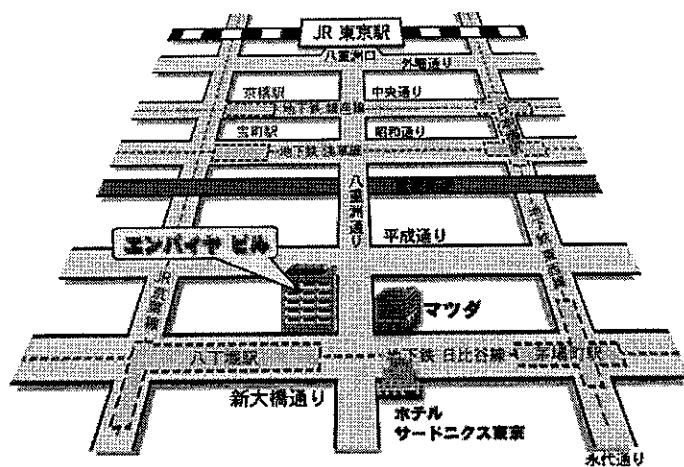 JR 東京駅
八重洲口
外堀通り
京橋駅
中央通り
地下鉄 銀座線
宝町駅
昭和通り
地下鉄 浅草線
八重洲通り
平成通り
エンパイヤ ビル
マツダ
八丁堀駅
地下鉄 日比谷線
茅場町駅
新大橋通り
ホテル
サードニクス東京
永代通り